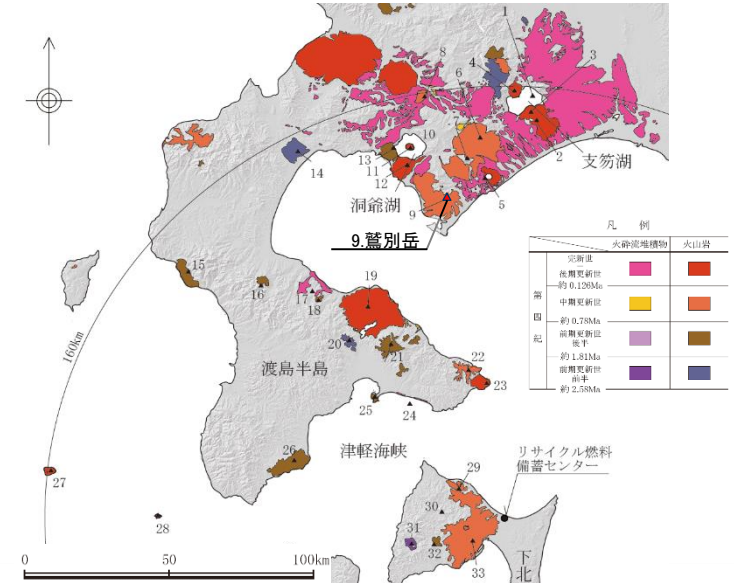 1
3
8
6
4
支笏湖
2
10
13
11
12
洞爺湖
5
9
14
9.鷲別岳
凡 例
火砕流堆積物
火山岩
第四紀
完新世
～
後期更新世
約 0.126Ma
中期更新世
約 0.78Ma
前期更新世
後半
約 1.81Ma
前期更新世
前半
約 2.58Ma
15
16
17
18
19
20
21
22
23
160km
渡島半島
24
25
26
津軽海峡
リサイクル燃料
備蓄センター
27
28
29
30
31
32
33
下北
0 50 100km